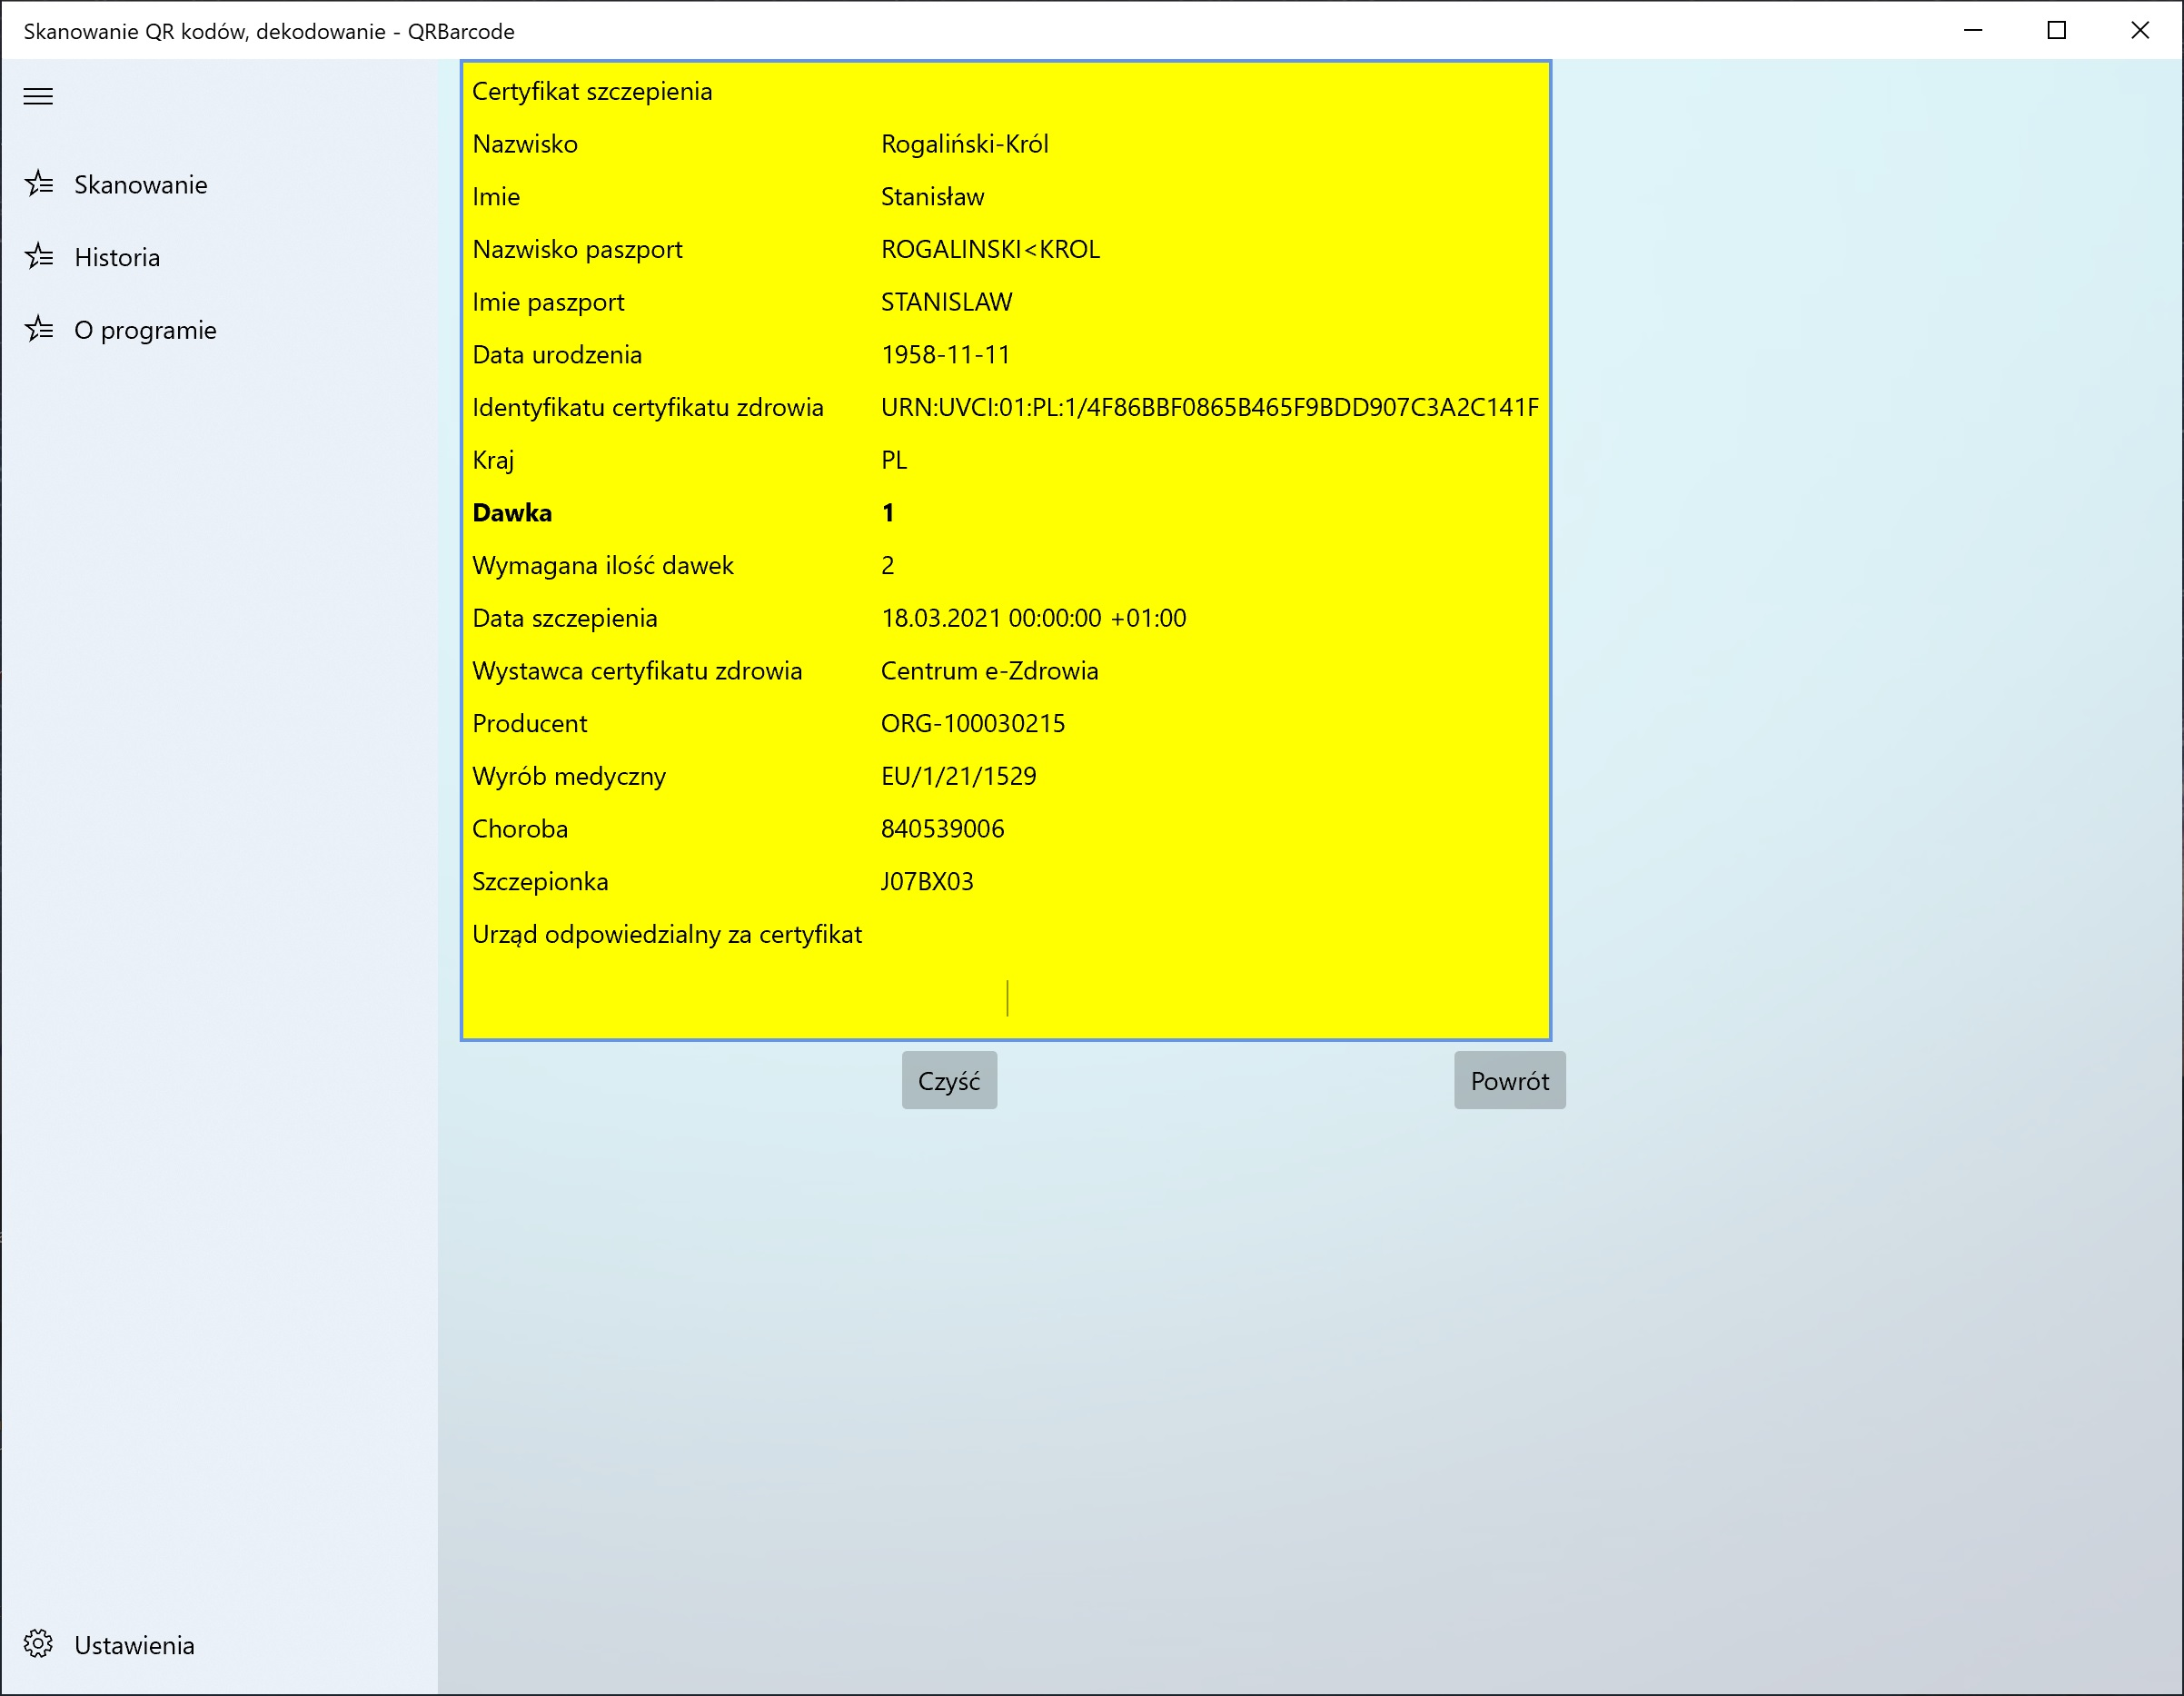 Skanowanie QR kodów, dekodowanie - QRBarcode
Skanowanie
Historia
O programie
Certyfikat szczepienia
Nazwisko Rogaliński-Król
Imie Stanisław
Nazwisko paszport ROGALINSKI<KROL
Imie paszport STANISLAW
Data urodzenia 1958-11-11
Identyfikatu certyfikatu zdrowia URN:UVCI:01:PL:1/4F86BBF0865B465F9BDD907C3A2C141F
Kraj PL
Dawka 1
Wymagana ilość dawek 2
Data szczepienia 18.03.2021 00:00:00 +01:00
Wystawca certyfikatu zdrowia Centrum e-Zdrowia
Producent ORG-100030215
Wyrób medyczny EU/1/21/1529
Choroba 840539006
Szczepionka J07BX03
Urząd odpowiedzialny za certyfikat
Czyść Powrót
Ustawienia